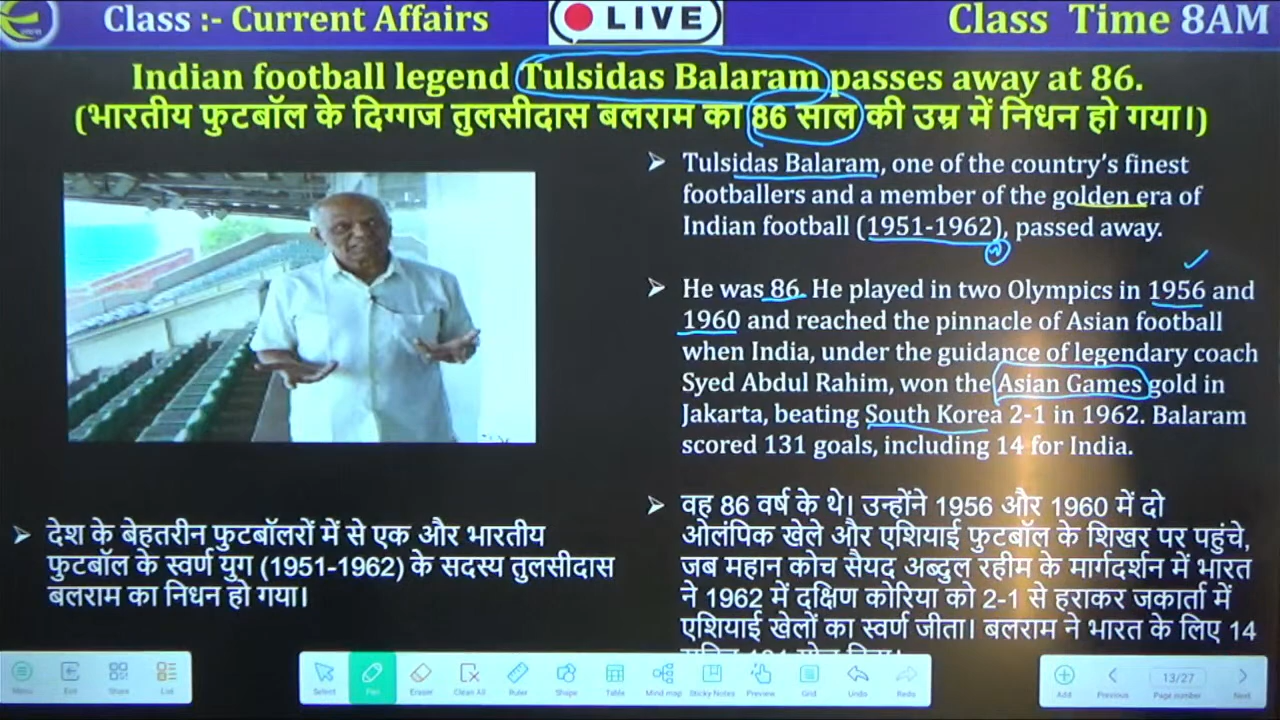 Class :- Current Affairs
LIVE
Class Time 8AM
Indian football legend Tulsidas Balaram passes away at 86.
(भारतीय फुटबॉल के दिग्गज तुलसीदास बलराम का 86 साल की उम्र में निधन हो गया।)
➢ Tulsidas Balaram, one of the country's finest
footballers and a member of the golden era of
Indian football (1951-1962), passed away.
➢ He was 86. He played in two Olympics in 1956 and
1960 and reached the pinnacle of Asian football
when India, under the guidance of legendary coach
Syed Abdul Rahim, won the Asian Games gold in
Jakarta, beating South Korea 2-1 in 1962. Balaram
scored 131 goals, including 14 for India.
➢ देश के बेहतरीन फुटबॉलरों में से एक और भारतीय
फुटबॉल के स्वर्ण युग (1951-1962) के सदस्य तुलसीदास
बलराम का निधन हो गया।
➢ वह 86 वर्ष के थे। उन्होंने 1956 और 1960 में दो
ओलंपिक खेले और एशियाई फुटबॉल के शिखर पर पहुंचे,
जब महान कोच सैयद अब्दुल रहीम के मार्गदर्शन में भारत
ने 1962 में दक्षिण कोरिया को 2-1 से हराकर जकार्ता में
एशियाई खेलों का स्वर्ण जीता। बलराम ने भारत के लिए 14
Menu Exit Share List
Select Pen Eraser Clean All Ruler Shape Table Mind map Sticky Notes Preview Grid Undo Redo
Add Previous 13/27 Page number Next